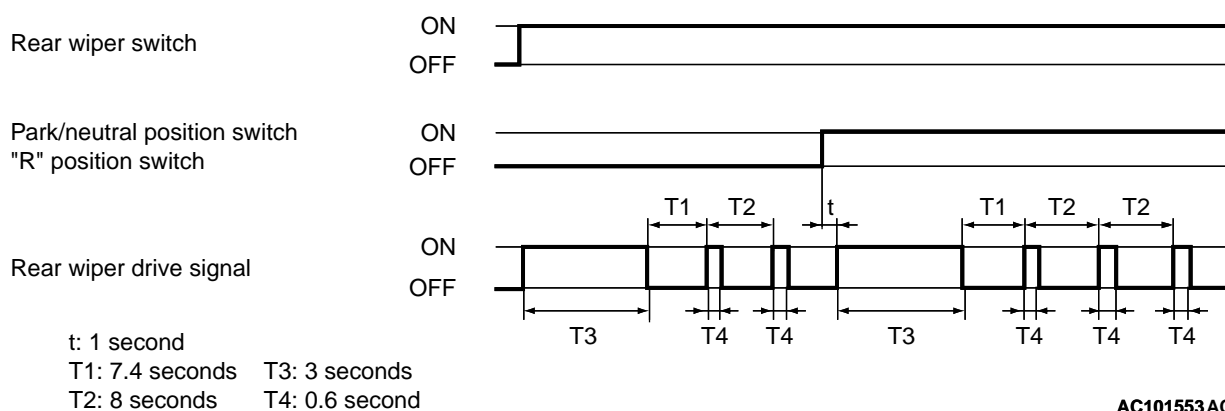 Rear wiper switch
ON
OFF
Park/neutral position switch
"R" position switch
ON
OFF
T1 T2 t T1 T2 T2
Rear wiper drive signal
ON
OFF
T3 T4 T4 T3 T4 T4 T4
t: 1 second
T1: 7.4 seconds T3: 3 seconds
T2: 8 seconds T4: 0.6 second
AC101553AC